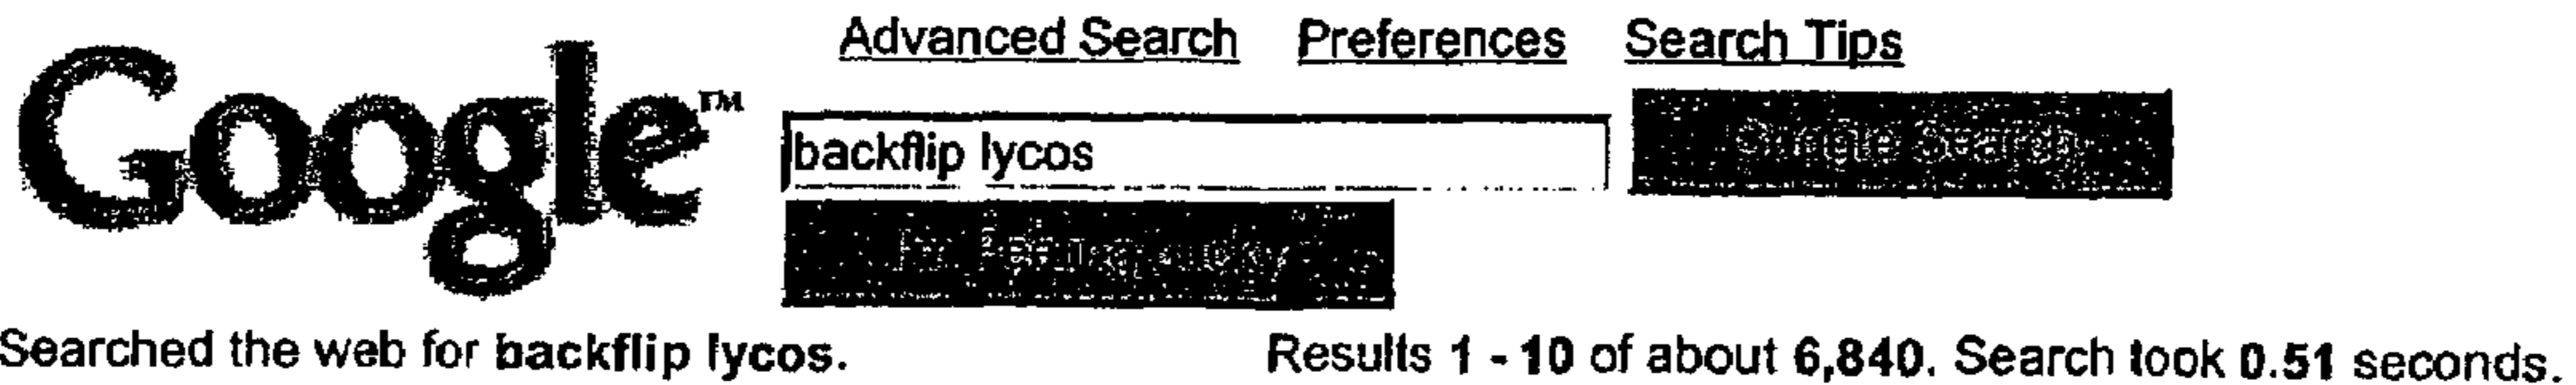 Advanced Search Preferences Search Tips
Google™
backflip lycos
Search
Searched the web for backflip lycos. Results 1 - 10 of about 6,840. Search took 0.51 seconds.